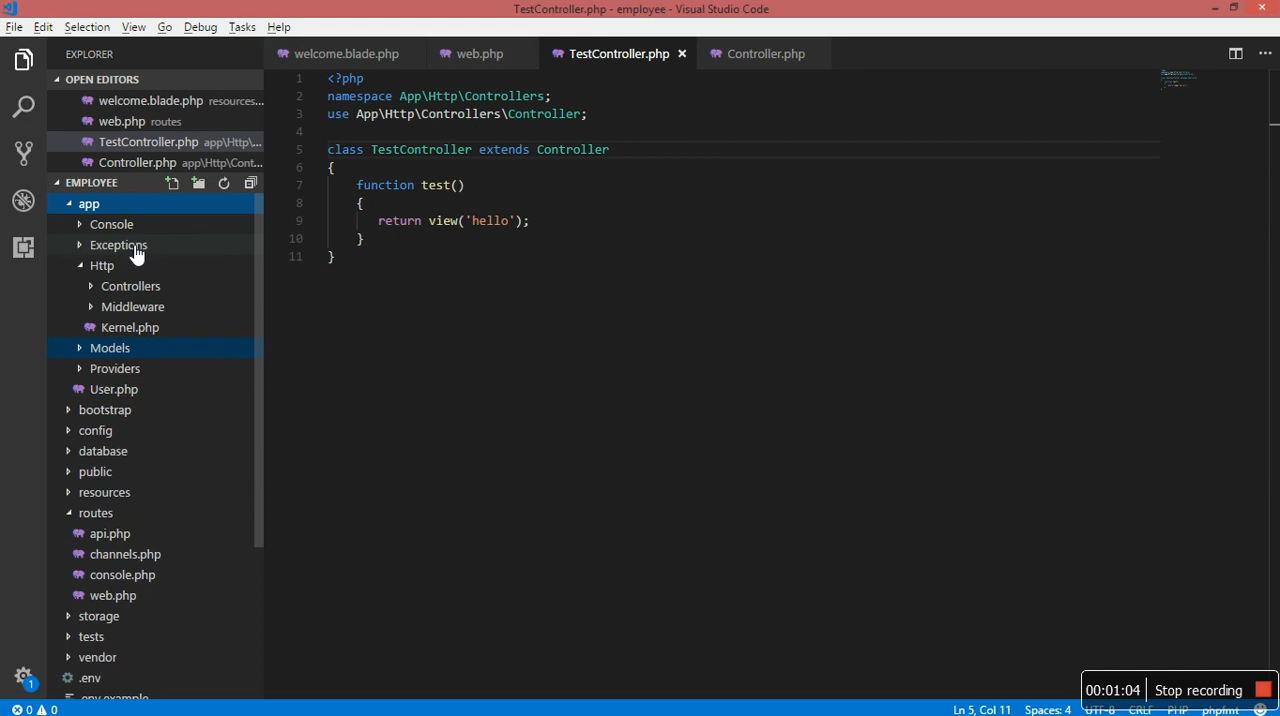 TestController.php - employee - Visual Studio Code
File Edit Selection View Go Debug Tasks Help
EXPLORER
welcome.blade.php web.php TestController.php Controller.php
OPEN EDITORS
welcome.blade.php resources...
web.php routes
TestController.php app\Http\...
Controller.php app\Http\Cont...
EMPLOYEE
app
Console
Exceptions
Http
Controllers
Middleware
Kernel.php
Models
Providers
User.php
bootstrap
config
database
public
resources
routes
api.php
channels.php
console.php
web.php
storage
tests
vendor
.env
.env.example
1 <?php
2 namespace App\Http\Controllers;
3 use App\Http\Controllers\Controller;
4
5 class TestController extends Controller
6 {
7 function test()
8 {
9 return view('hello');
10 }
11 }
1
00:01:04 Stop recording
0 0 Ln 5, Col 11 Spaces: 4 UTF-8 CRLF PHP phpfmt